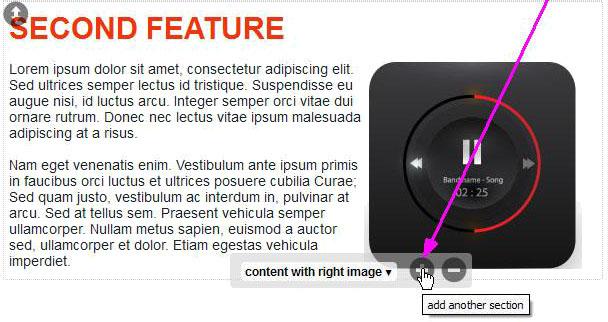 SECOND FEATURE
Lorem ipsum dolor sit amet, consectetur adipiscing elit.
Sed ultrices semper lectus id tristique. Suspendisse eu
augue nisi, id luctus arcu. Integer semper orci vitae dui
ornare rutrum. Donec nec lectus vitae ipsum malesuada
adipiscing at a risus.
Nam eget venenatis enim. Vestibulum ante ipsum primis
in faucibus orci luctus et ultrices posuere cubilia Curae;
Sed quam justo, vestibulum ac interdum in, pulvinar at
arcu. Sed at tellus sem. Praesent vehicula semper
ullamcorper. Nullam metus sapien, euismod a auctor
sed, ullamcorper et dolor. Etiam egestas vehicula
imperdiet.
Band name - Song
02 : 25
content with right image ▾
add another section